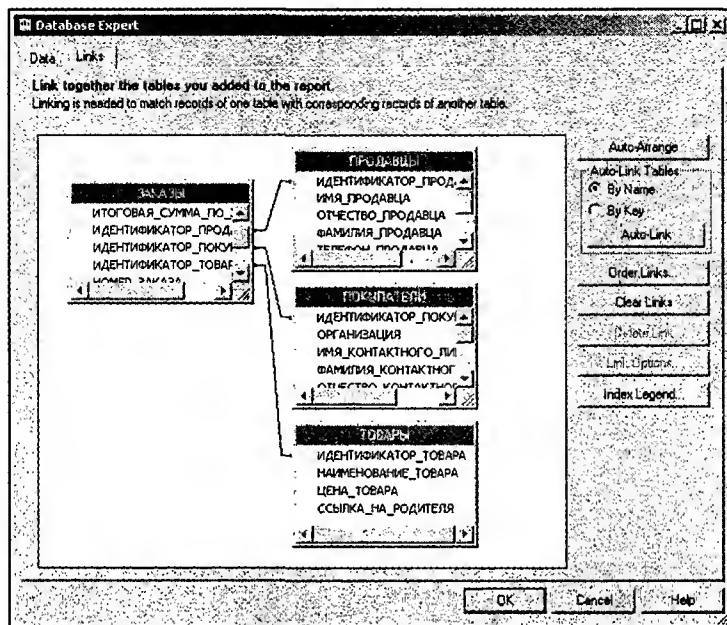 Database Expert
Data Links
Link together the tables you added to the report.
Linking is needed to match records of one table with corresponding records of another table.
ЗАКАЗЫ
ИТОГОВАЯ_СУММА_ПО_
ИДЕНТИФИКАТОР_ПРОД
ИДЕНТИФИКАТОР_ПОКУ
ИДЕНТИФИКАТОР_ТОВАР
НОМЕР_ЗАКАЗА
ПРОДАВЦЫ
ИДЕНТИФИКАТОР_ПРОД
ИМЯ_ПРОДАВЦА
ОТЧЕСТВО_ПРОДАВЦА
ФАМИЛИЯ_ПРОДАВЦА
ТЕЛЕФОН_ПРОДАВЦА
ПОКУПАТЕЛИ
ИДЕНТИФИКАТОР_ПОКУ
ОРГАНИЗАЦИЯ
ИМЯ_КОНТАКТНОГО_ЛИ
ФАМИЛИЯ_КОНТАКТНОГ
ОТЧЕСТВО_КОНТАКТНОГ
ТОВАРЫ
ИДЕНТИФИКАТОР_ТОВАРА
НАИМЕНОВАНИЕ_ТОВАРА
ЦЕНА_ТОВАРА
ССЫЛКА_НА_РОДИТЕЛЯ
Auto-Arrange
Auto-Link Tables
By Name
By Key
Auto-Link
Order Links...
Clear Links
Delete Link
Link Options...
Index Legend...
OK Cancel Help